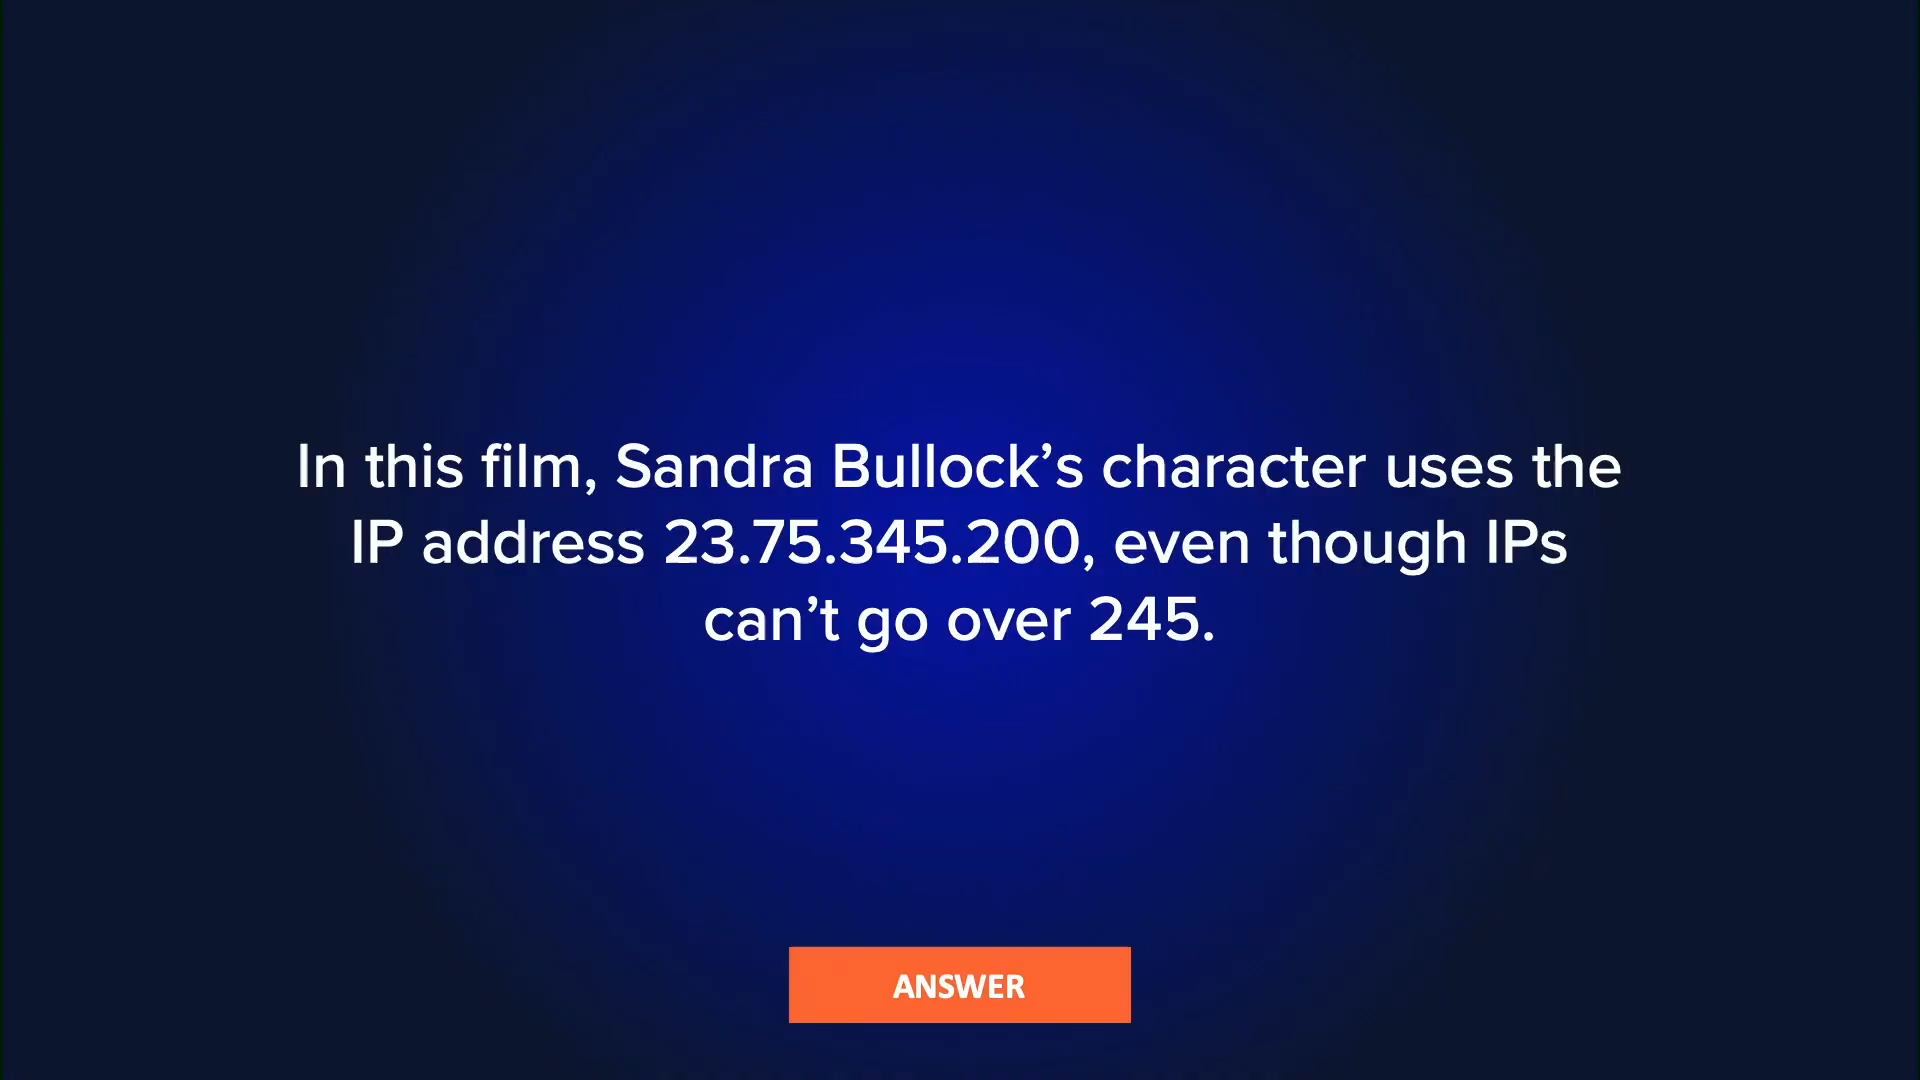 In this film, Sandra Bullock’s character uses the
IP address 23.75.345.200, even though IPs
can’t go over 245.
ANSWER